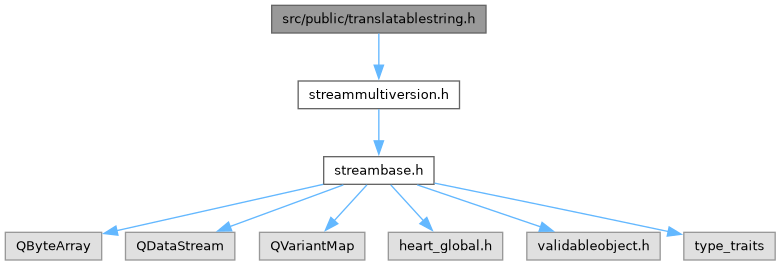 src/public/translatablestring.h
streammultiversion.h
streambase.h
QByteArray
QDataStream
QVariantMap
heart_global.h
validableobject.h
type_traits